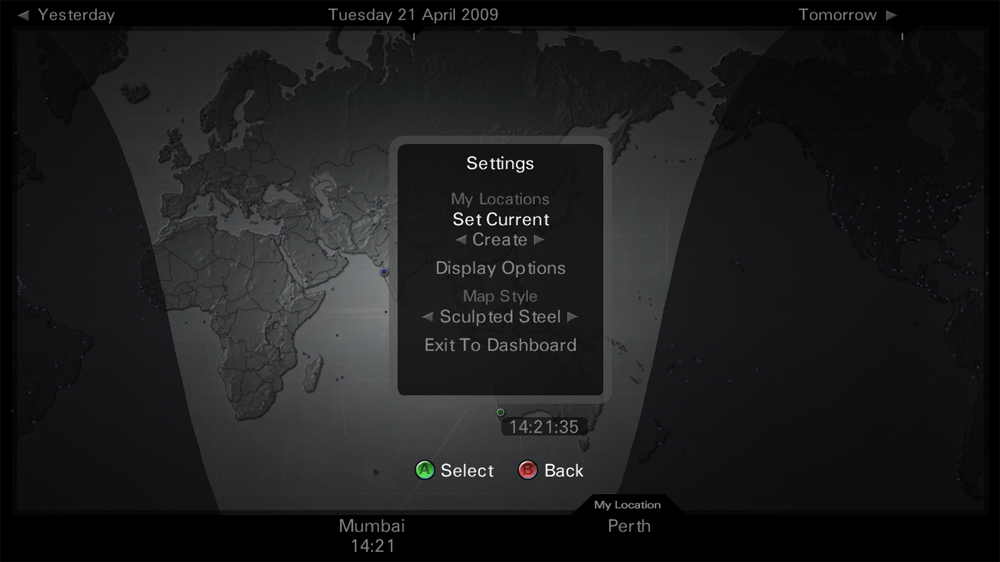 Yesterday
Tuesday 21 April 2009
Tomorrow
Settings
My Locations
Set Current
Create
Display Options
Map Style
Sculpted Steel
Exit To Dashboard
14:21:35
A Select B Back
My Location
Mumbai
14:21
Perth